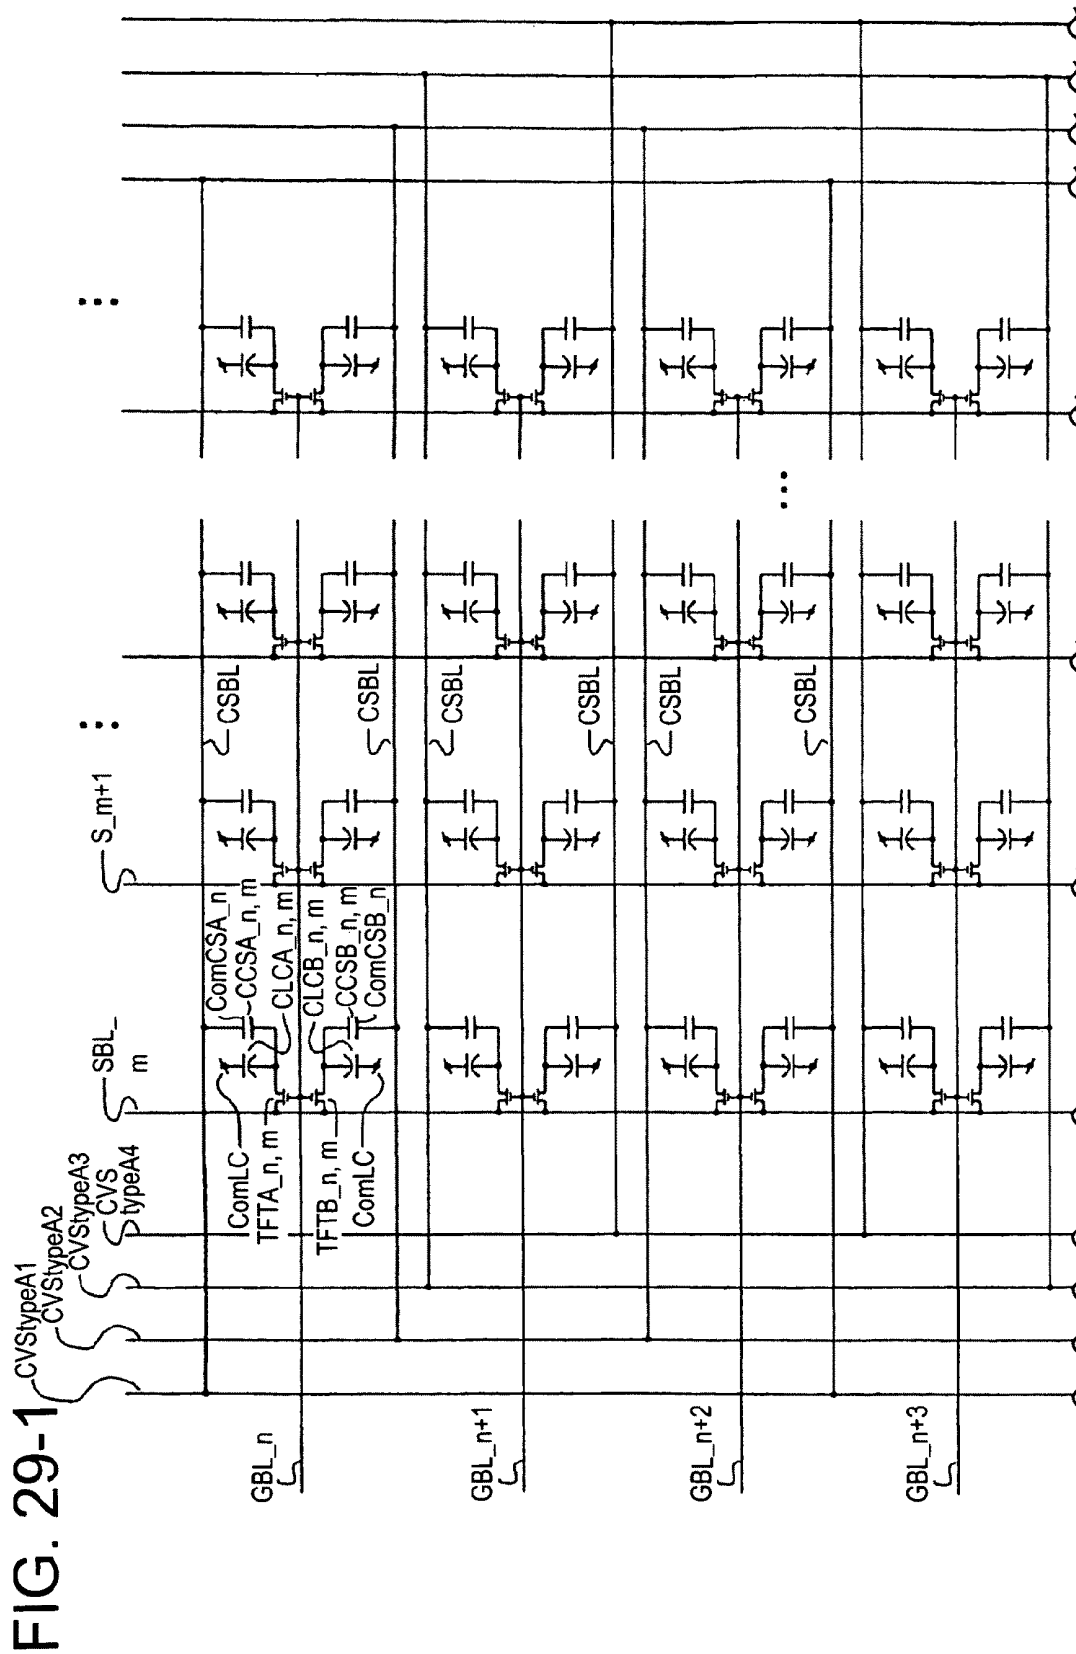 FIG. 29-1
CVStypeA1
CVStypeA2
CVStypeA3
CVS
typeA4
SBL_
m
S_m+1
⋮
⋮
GBL_n
ComLC
TFTA_n, m
TFTB_n, m
ComLC
ComCSA_n
CCSA_n, m
CLCA_n, m
CLCB_n, m
CCSB_n, m
ComCSB_n
CSBL
CSBL
GBL_n+1
CSBL
CSBL
GBL_n+2
CSBL
CSBL
...
GBL_n+3